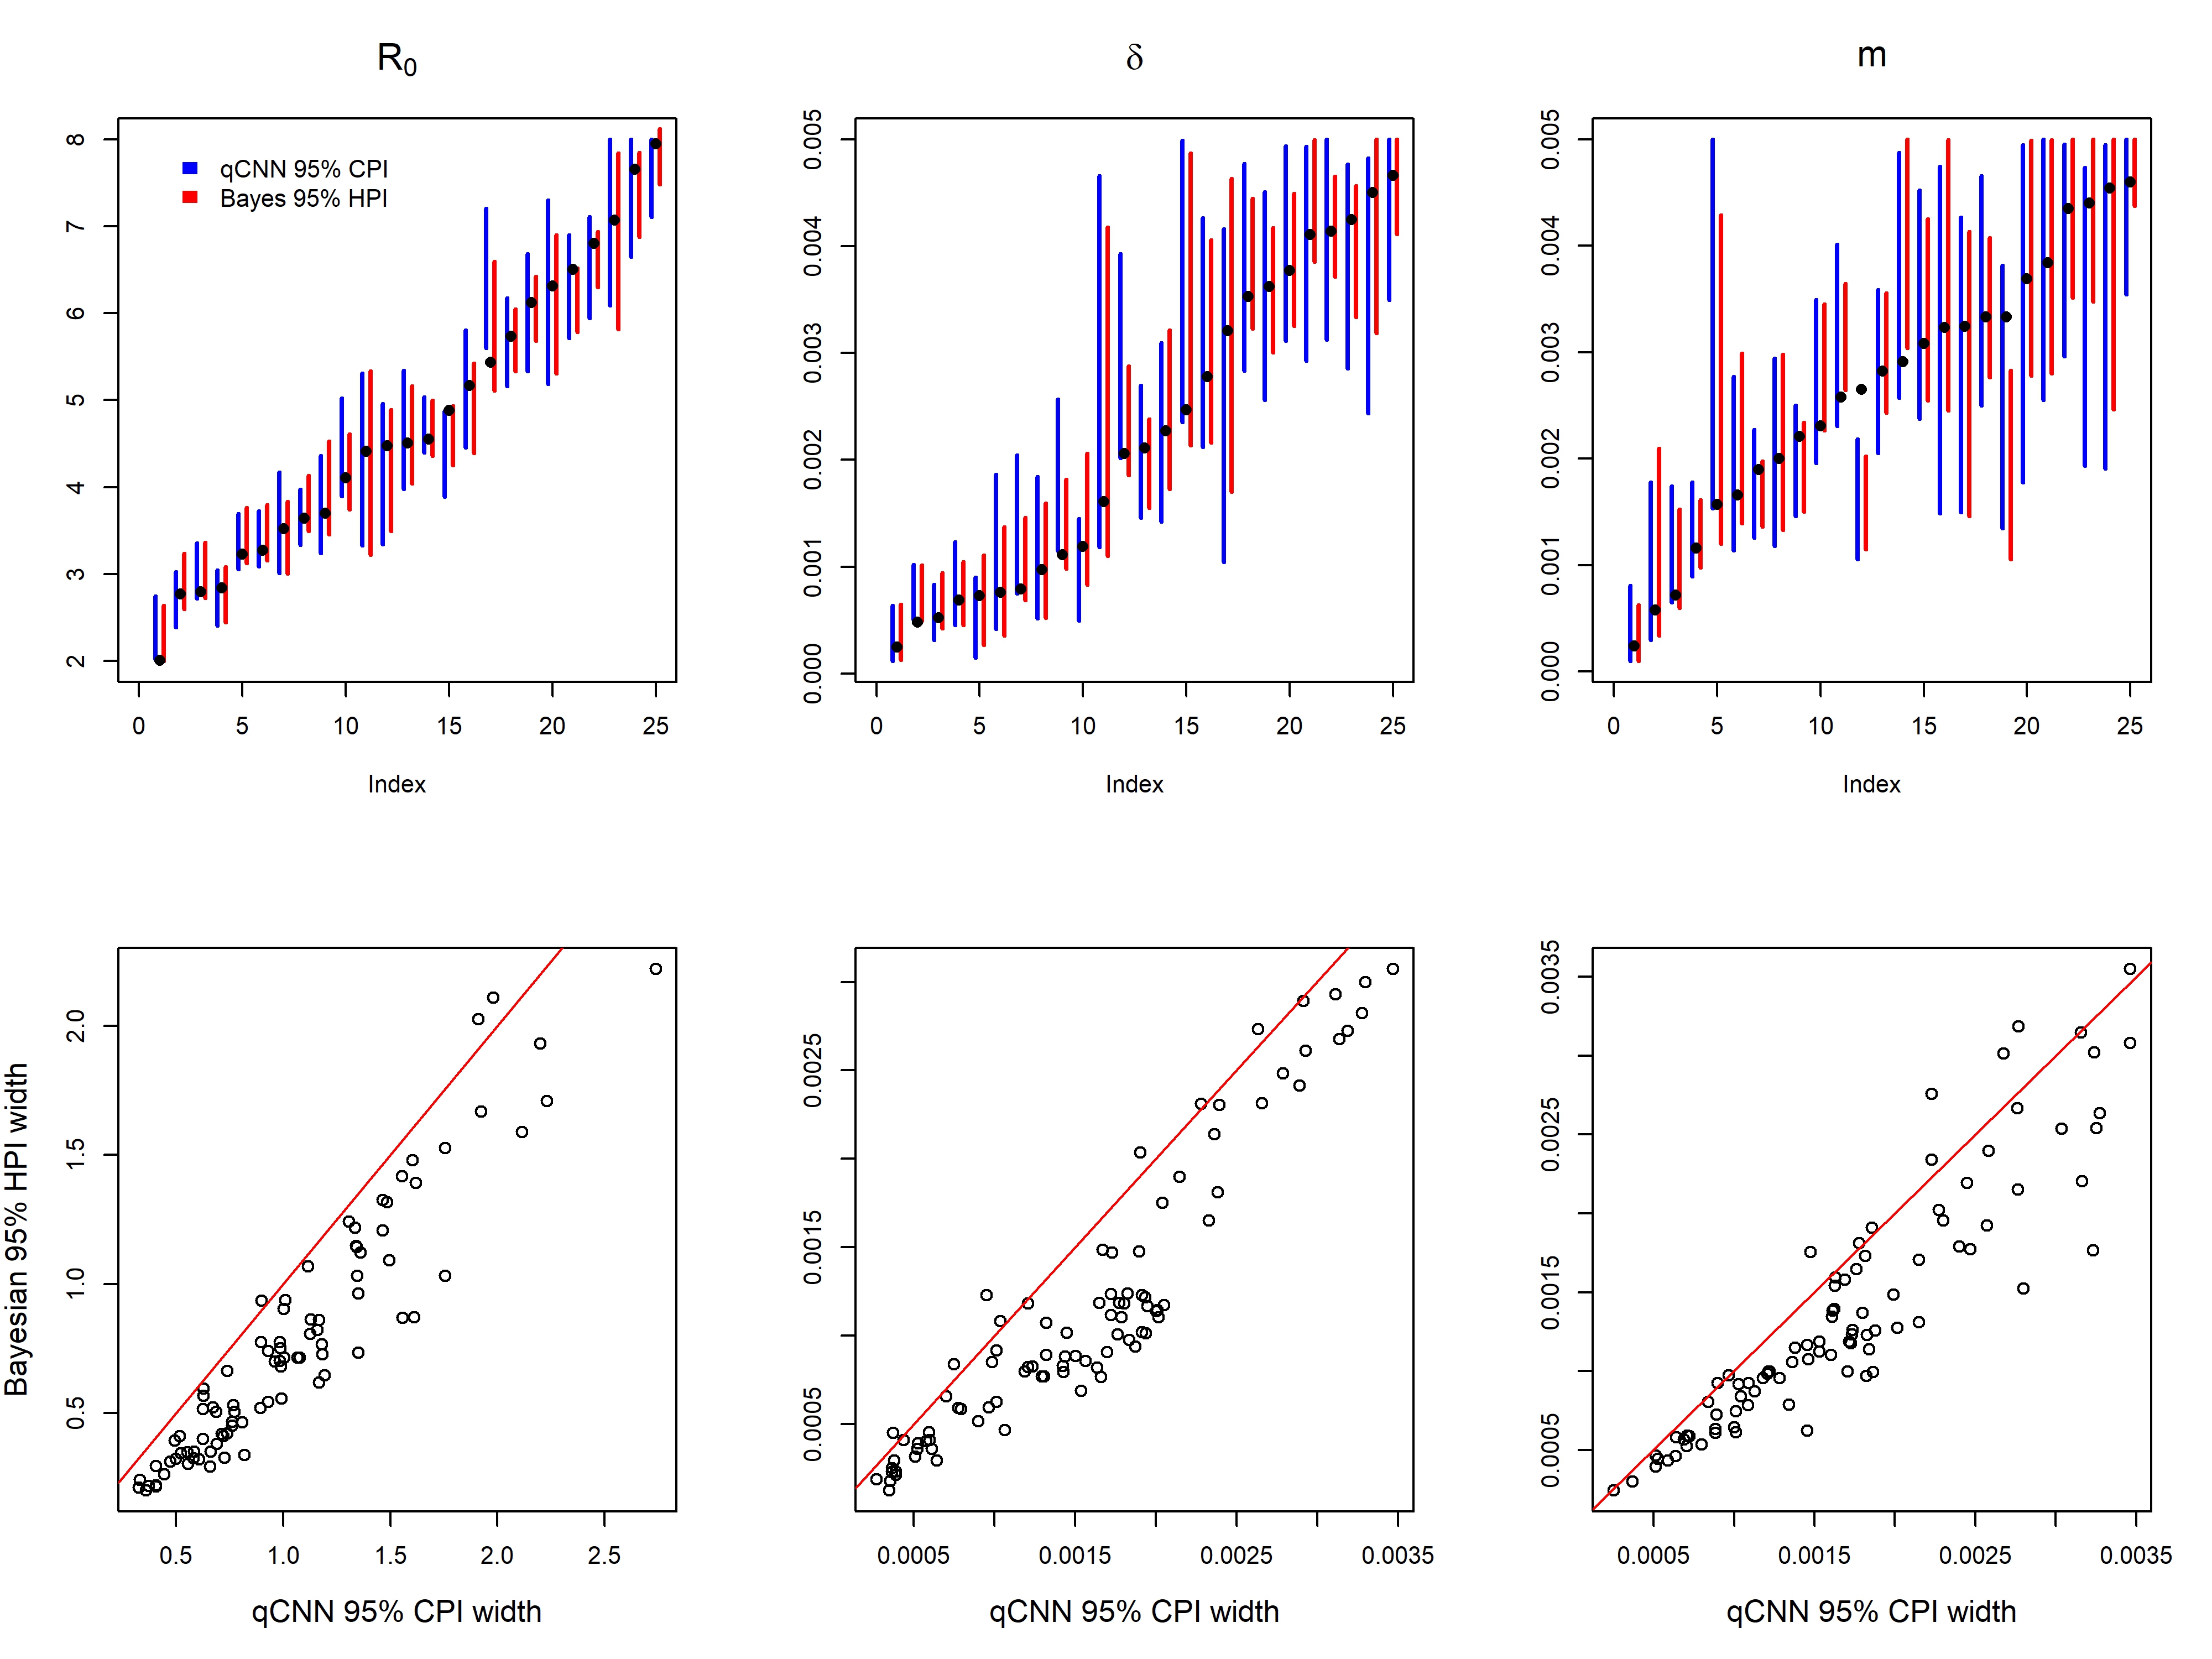 R0 δ m
8 7 6 5 4 3 2
qCNN 95% CPI
Bayes 95% HPI
0.005 0.004 0.003 0.002 0.001 0.000
0.005 0.004 0.003 0.002 0.001 0.000
0 5 10 15 20 25
0 5 10 15 20 25
0 5 10 15 20 25
Index Index Index
Bayesian 95% HPI width
2.0 1.5 1.0 0.5
0.0025 0.0015 0.0005
0.0035 0.0025 0.0015 0.0005
0.5 1.0 1.5 2.0 2.5
0.0005 0.0015 0.0025 0.0035
0.0005 0.0015 0.0025 0.0035
qCNN 95% CPI width qCNN 95% CPI width qCNN 95% CPI width